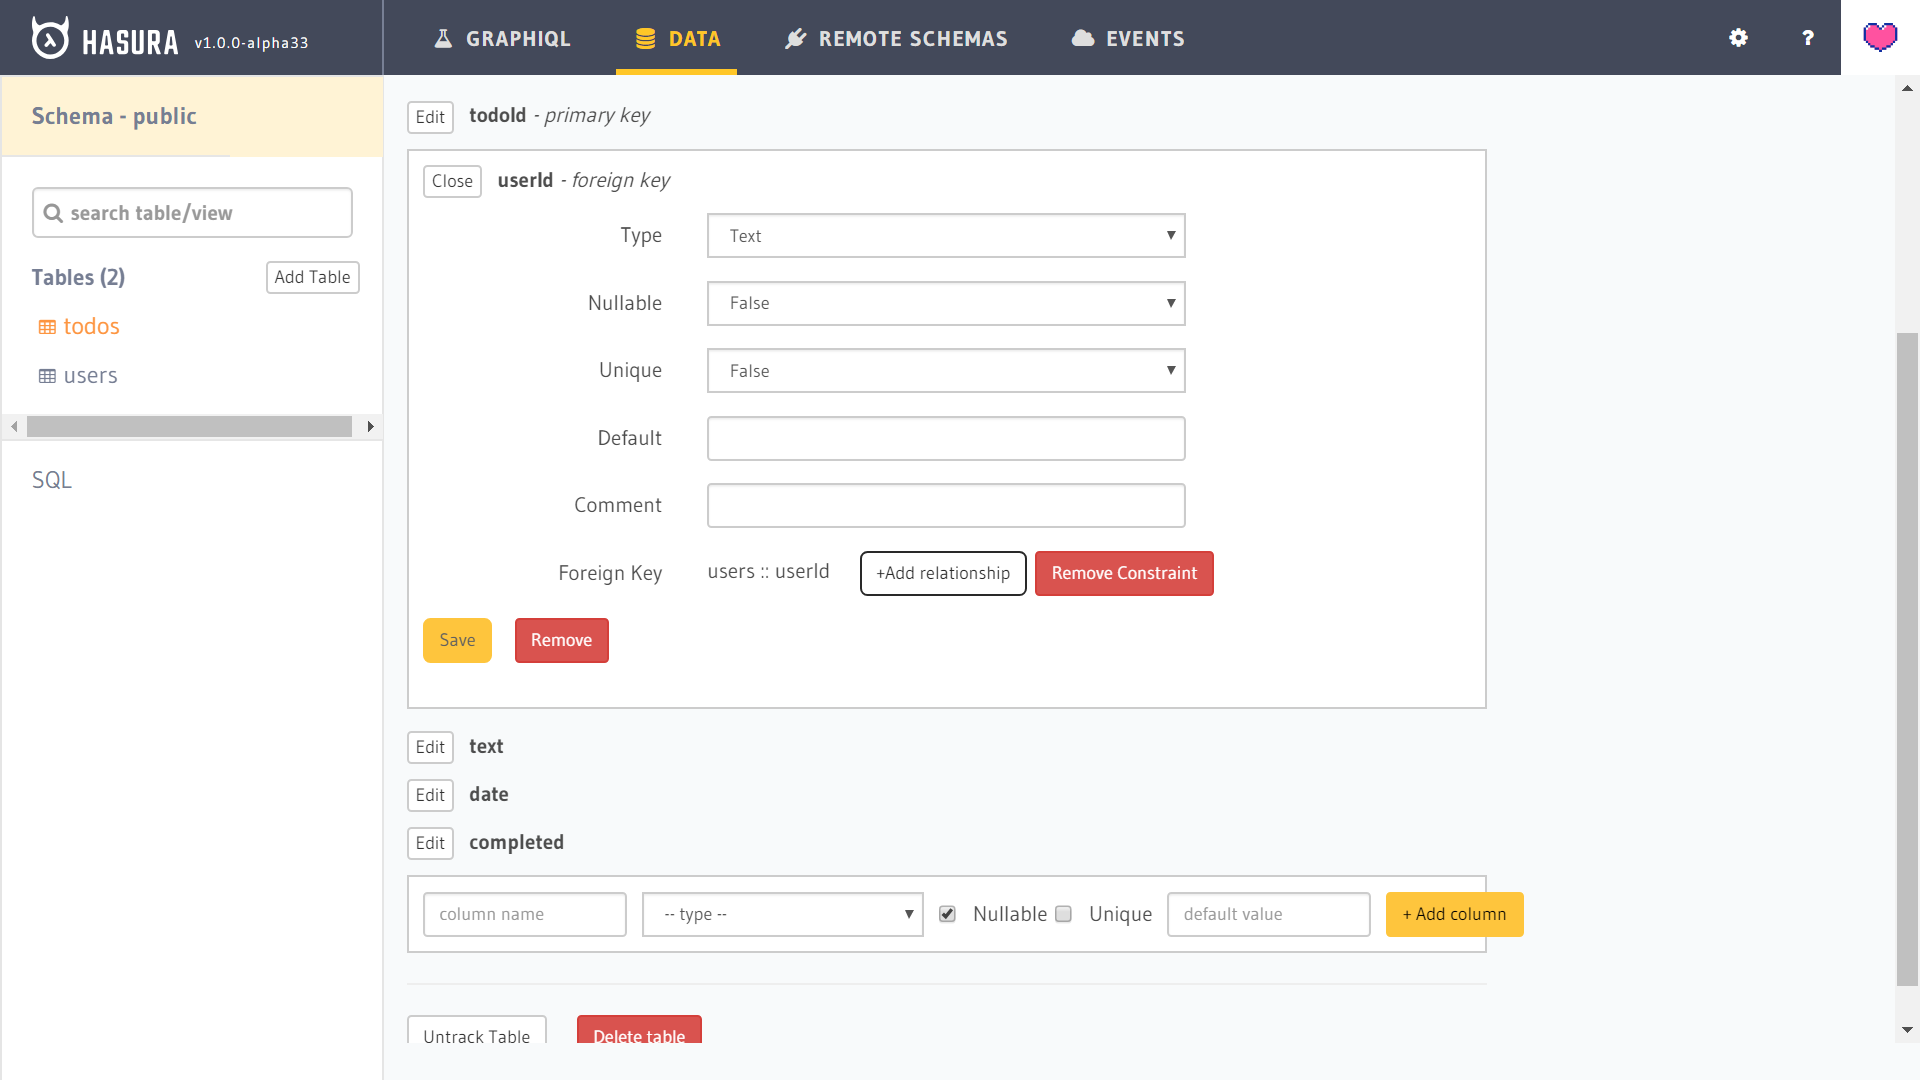 HASURA v1.0.0-alpha33
GRAPHIQL DATA REMOTE SCHEMAS EVENTS ?
Schema - public
search table/view
Tables (2) Add Table
todos
users
SQL
Edit todoId - primary key
Close userId - foreign key
Type Text
Nullable False
Unique False
Default
Comment
Foreign Key users :: userId +Add relationship Remove Constraint
Save Remove
Edit text
Edit date
Edit completed
column name -- type -- Nullable Unique default value + Add column
Untrack Table Delete table